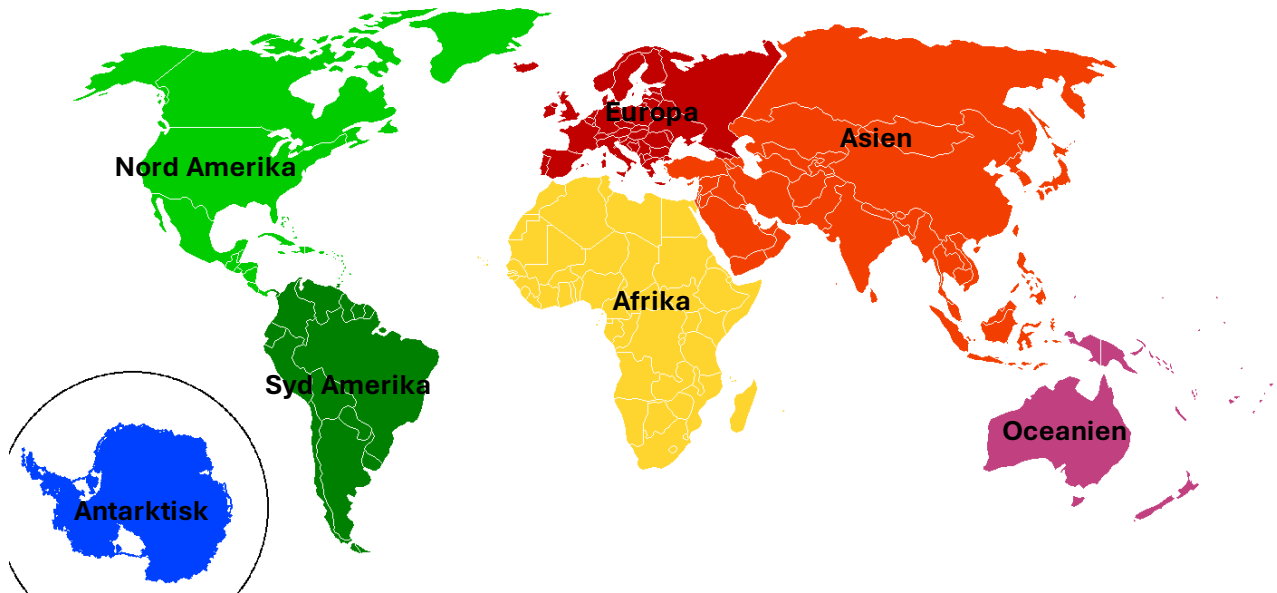 Europa
Asien
Nord Amerika
Afrika
Syd Amerika
Oceanien
Antarktisk